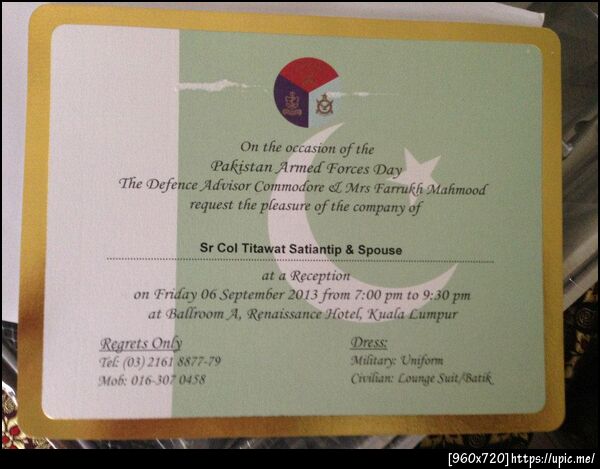 On the occasion of the
Pakistan Armed Forces Day
The Defence Advisor Commodore & Mrs Farrukh Mahmood
request the pleasure of the company of
Sr Col Titawat Satiantip & Spouse
at a Reception
on Friday 06 September 2013 from 7:00 pm to 9:30 pm
at Ballroom A, Renaissance Hotel, Kuala Lumpur
Regrets Only
Tel: (03) 2161 8877-79
Mob: 016-307 0458
Dress:
Military: Uniform
Civilian: Lounge Suit/Batik
[960x720]https://upic.me/